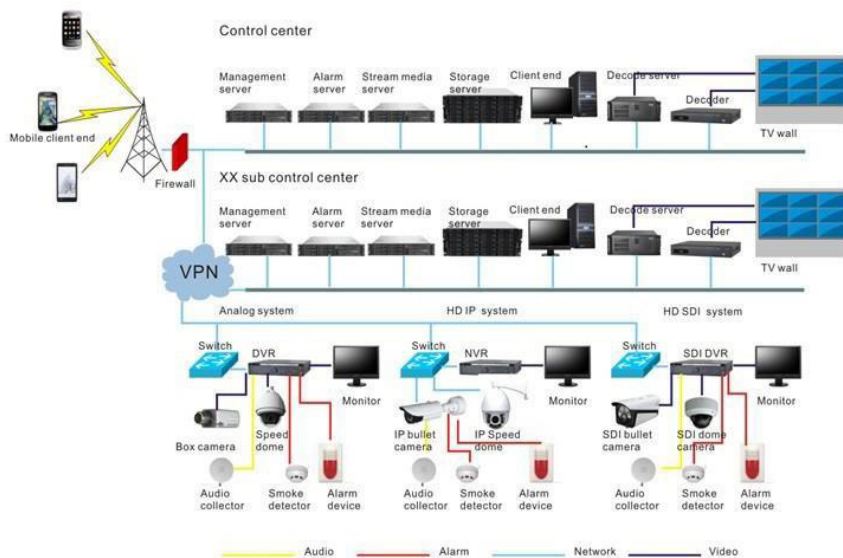 Control center
Management server
Alarm server
Stream media server
Storage server
Client end
Decode server
Decoder
TV wall
Mobile client end
Firewall
XX sub control center
Management server
Alarm server
Stream media server
Storage server
Client end
Decode server
Decoder
TV wall
VPN
Analog system
HD IP system
HD SDI system
Switch
DVR
Monitor
Box camera
Speed dome
Audio collector
Smoke detector
Alarm device
Switch
NVR
Monitor
IP bullet camera
IP Speed dome
Audio collector
Smoke detector
Alarm device
Switch
SDI DVR
Monitor
SDI bullet camera
SDI dome camera
Audio collector
Smoke detector
Alarm device
Audio
Alarm
Network
Video